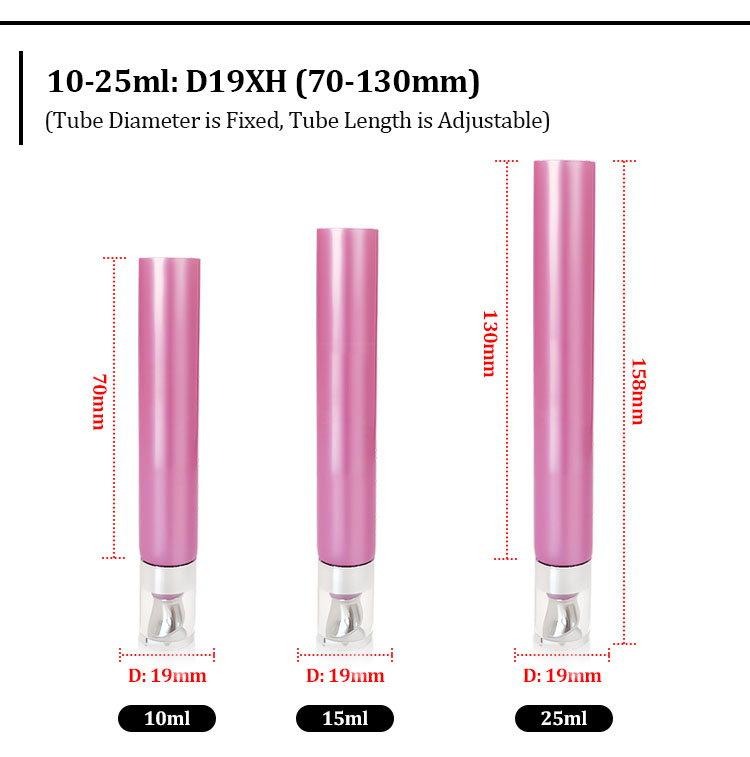 10-25ml: D19XH (70-130mm)
(Tube Diameter is Fixed, Tube Length is Adjustable)
70mm
130mm
158mm
D: 19mm
D: 19mm
D: 19mm
10ml
15ml
25ml